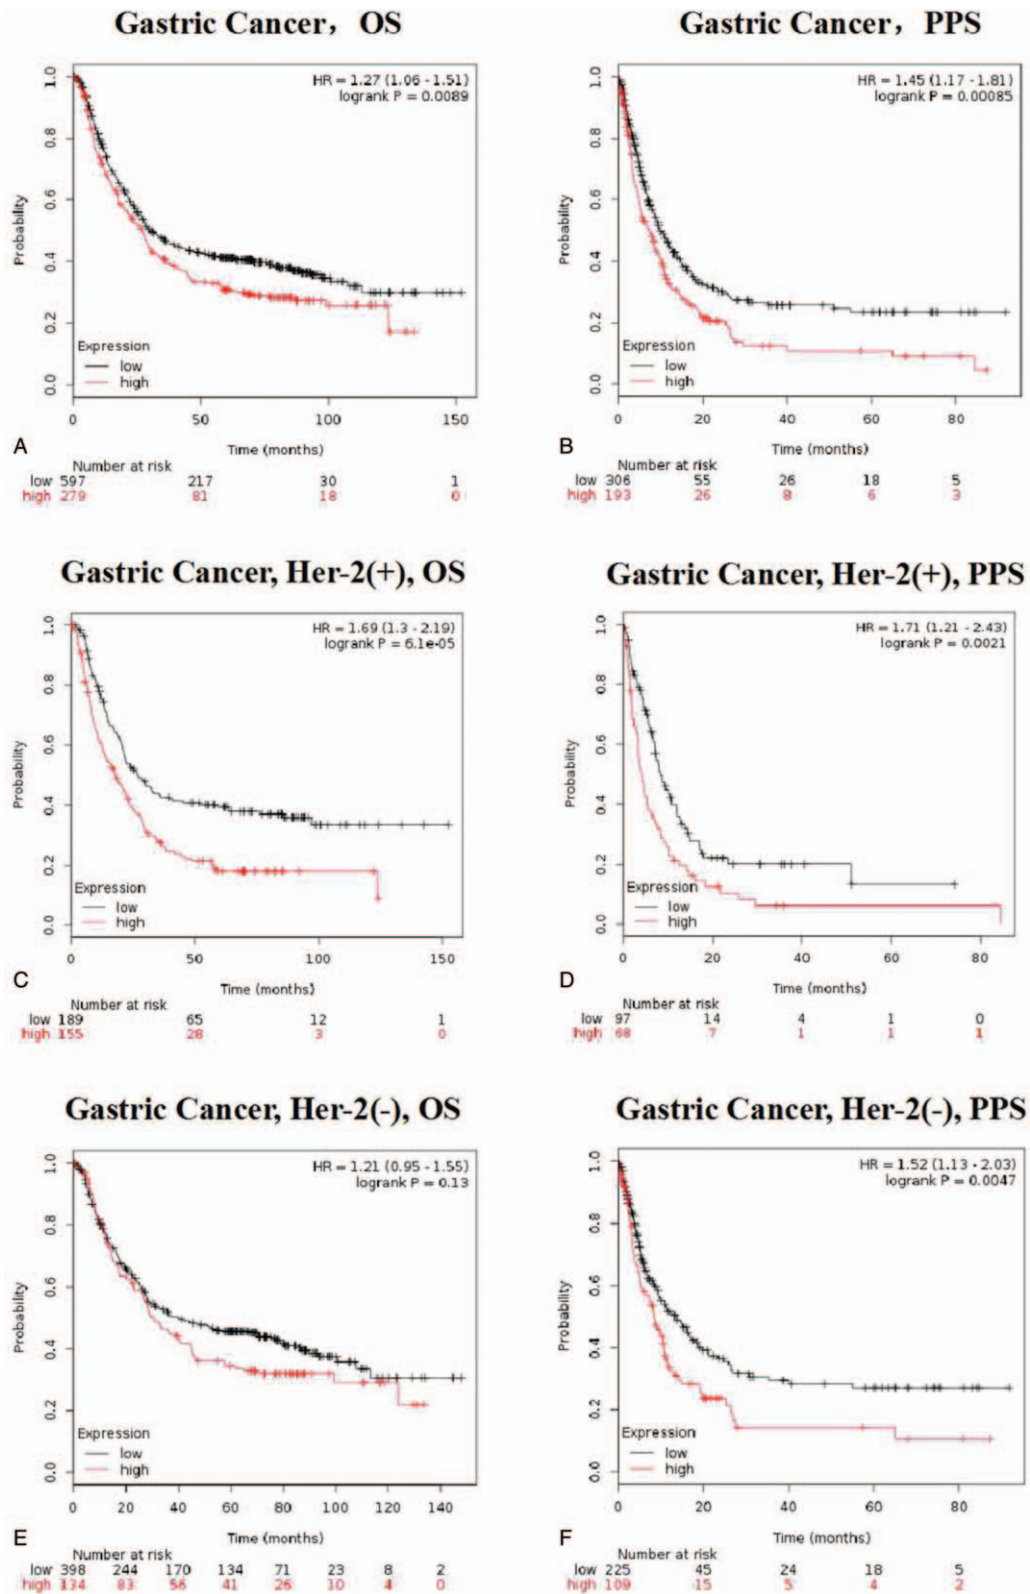 Gastric Cancer, OS
HR = 1.27 (1.06 - 1.51)
logrank P = 0.0089
Probability
1.0
0.8
0.6
0.4
0.2
0.0
Expression
low
high
0 50 100 150
Time (months)
A
Number at risk
low 597 217 30 1
high 279 81 18 0
Gastric Cancer, PPS
HR = 1.45 (1.17 - 1.81)
logrank P = 0.00085
Probability
1.0
0.8
0.6
0.4
0.2
0.0
Expression
low
high
0 20 40 60 80
Time (months)
B
Number at risk
low 306 55 26 18 5
high 193 26 8 6 3
Gastric Cancer, Her-2(+), OS
HR = 1.69 (1.3 - 2.19)
logrank P = 6.1e-05
Probability
1.0
0.8
0.6
0.4
0.2
0.0
Expression
low
high
0 50 100 150
Time (months)
C
Number at risk
low 189 65 12 1
high 155 28 3 0
Gastric Cancer, Her-2(+), PPS
HR = 1.71 (1.21 - 2.43)
logrank P = 0.0021
Probability
1.0
0.8
0.6
0.4
0.2
0.0
Expression
low
high
0 20 40 60 80
Time (months)
D
Number at risk
low 97 14 4 1 0
high 68 7 1 1 1
Gastric Cancer, Her-2(-), OS
HR = 1.21 (0.95 - 1.55)
logrank P = 0.13
Probability
1.0
0.8
0.6
0.4
0.2
0.0
Expression
low
high
0 20 40 60 80 100 120 140
Time (months)
E
Number at risk
low 398 244 170 134 71 23 8 2
high 134 83 56 41 26 10 4 0
Gastric Cancer, Her-2(-), PPS
HR = 1.52 (1.13 - 2.03)
logrank P = 0.0047
Probability
1.0
0.8
0.6
0.4
0.2
0.0
Expression
low
high
0 20 40 60 80
Time (months)
F
Number at risk
low 225 45 24 18 5
high 109 15 5 4 2